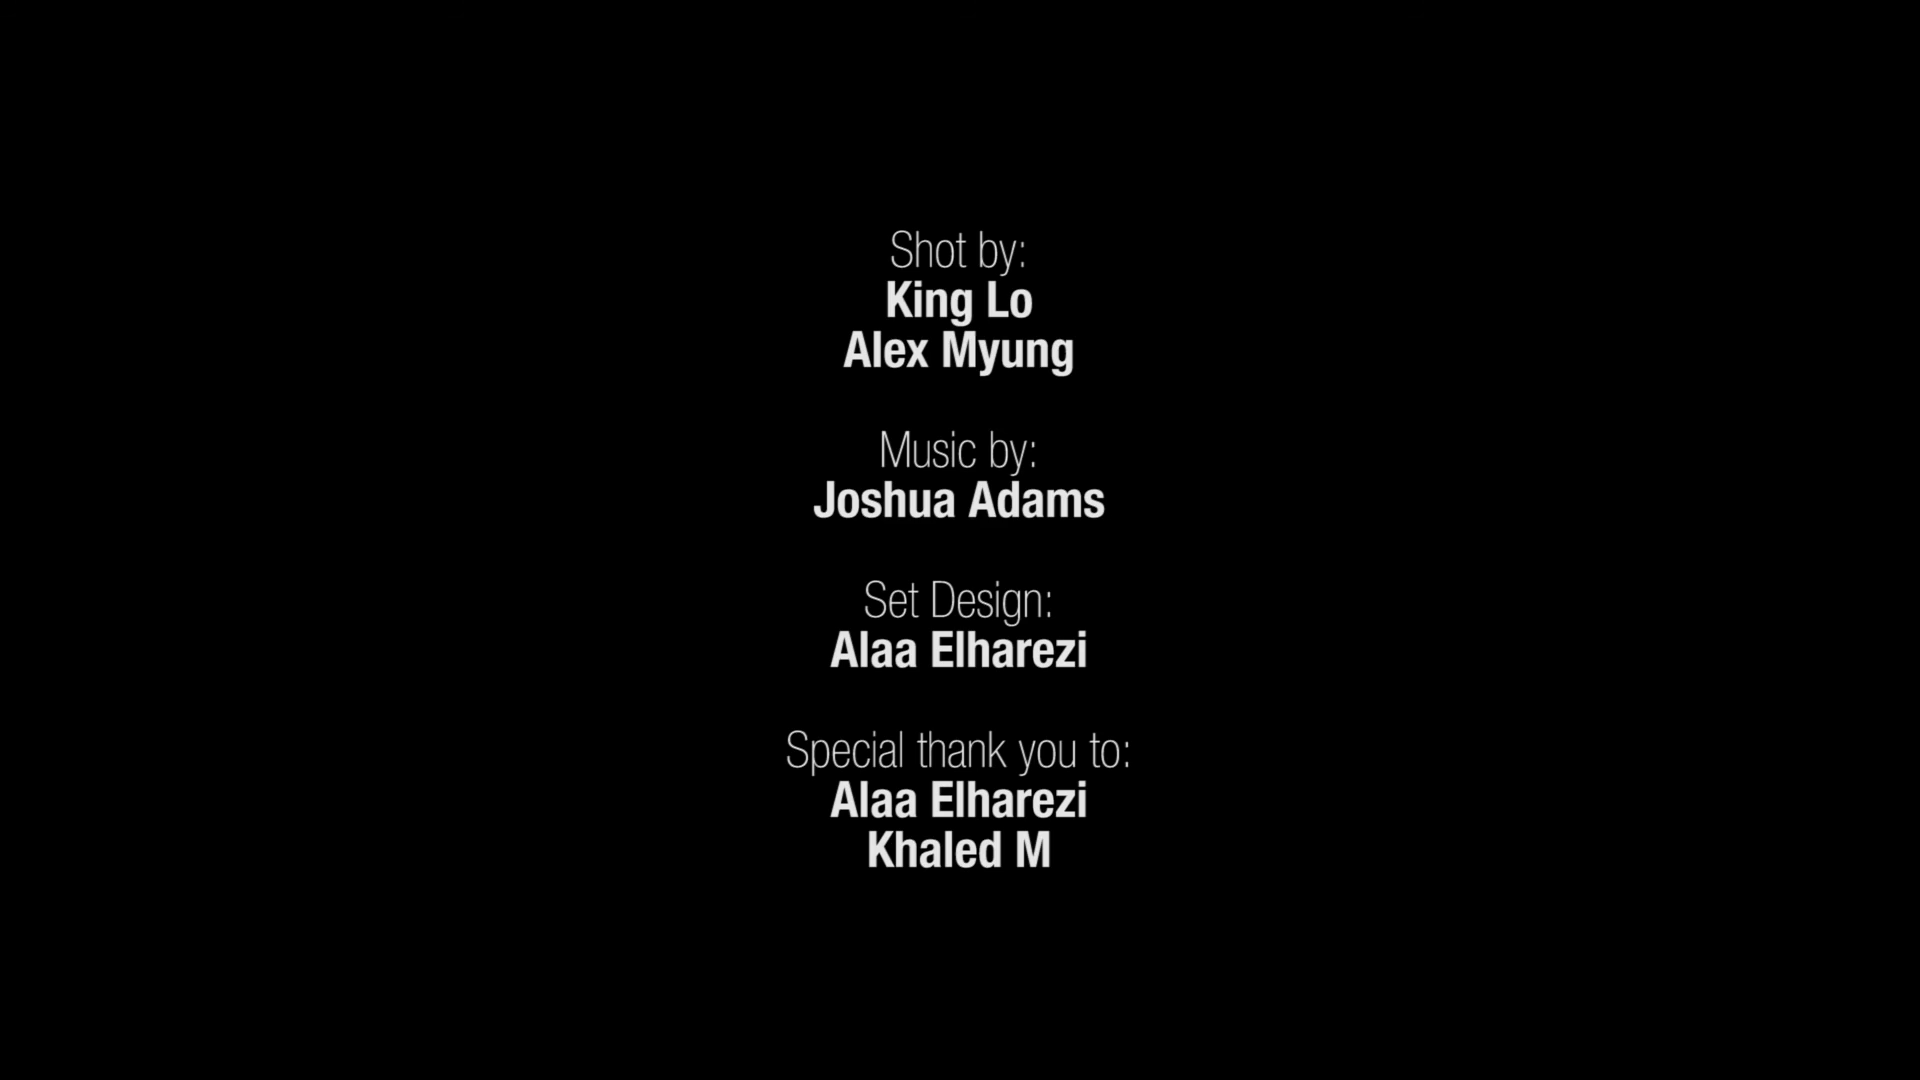 Shot by:
King Lo
Alex Myung
Music by:
Joshua Adams
Set Design:
Alaa Elharezi
Special thank you to:
Alaa Elharezi
Khaled M